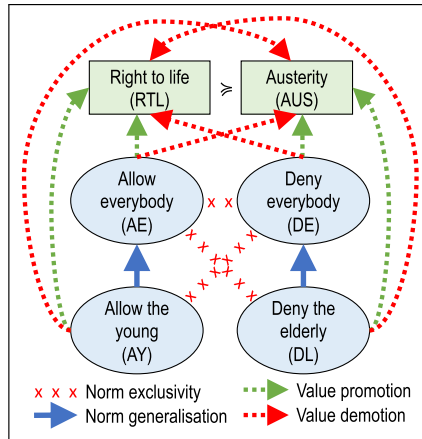 Right to life
(RTL)
≽
Austerity
(AUS)
Allow
everybody
(AE)
x x
Deny
everybody
(DE)
Allow the
young
(AY)
Deny the
elderly
(DL)
x x x Norm exclusivity
Value promotion
Norm generalisation
Value demotion